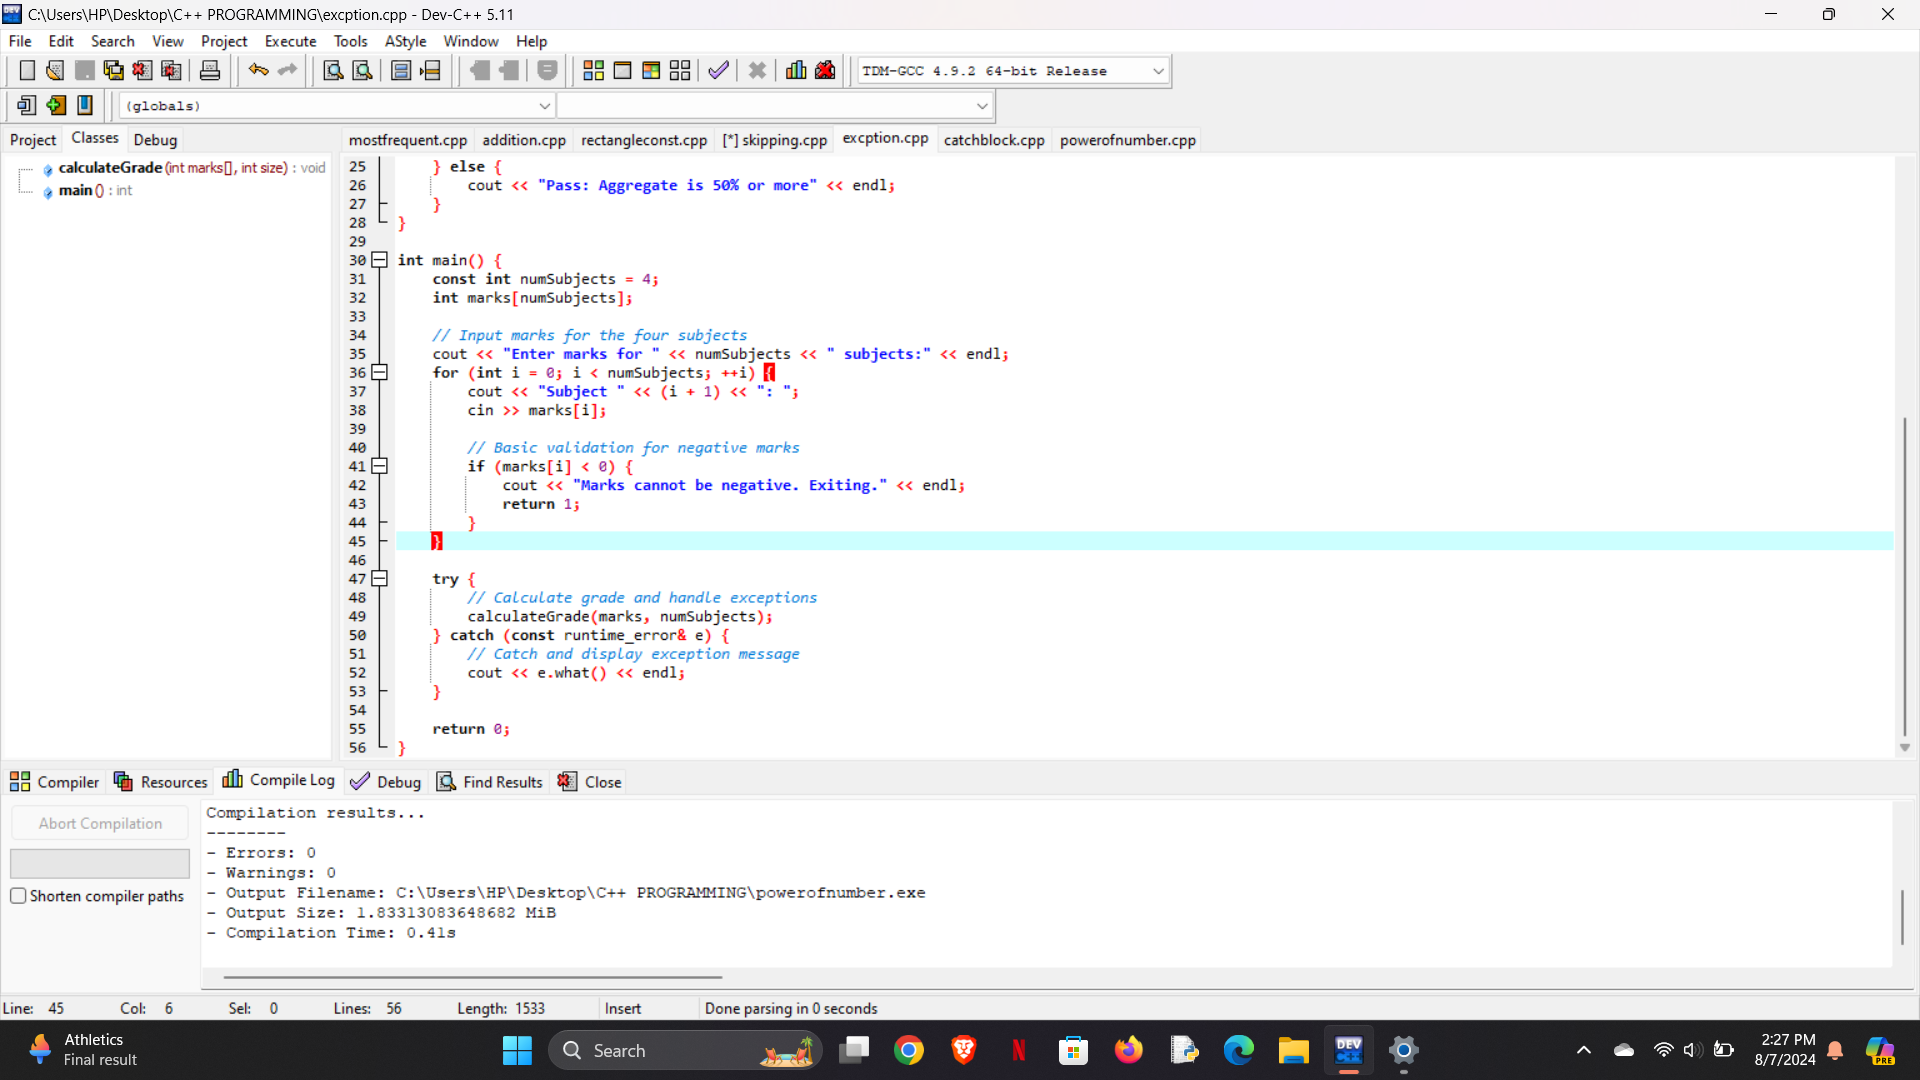 C:\Users\HP\Desktop\C++ PROGRAMMING\excption.cpp - Dev-C++ 5.11
File Edit Search View Project Execute Tools AStyle Window Help
TDM-GCC 4.9.2 64-bit Release
(globals)
Project Classes Debug
mostfrequent.cpp addition.cpp rectangleconst.cpp [*] skipping.cpp excption.cpp catchblock.cpp powerofnumber.cpp
calculateGrade (int marks[], int size) : void
main () : int
25 } else {
26 cout << "Pass: Aggregate is 50% or more" << endl;
27 }
28 }
29
30 int main() {
31 const int numSubjects = 4;
32 int marks[numSubjects];
33
34 // Input marks for the four subjects
35 cout << "Enter marks for " << numSubjects << " subjects:" << endl;
36 for (int i = 0; i < numSubjects; ++i) {
37 cout << "Subject " << (i + 1) << ": ";
38 cin >> marks[i];
39
40 // Basic validation for negative marks
41 if (marks[i] < 0) {
42 cout << "Marks cannot be negative. Exiting." << endl;
43 return 1;
44 }
45 }
46
47 try {
48 // Calculate grade and handle exceptions
49 calculateGrade(marks, numSubjects);
50 } catch (const runtime_error& e) {
51 // Catch and display exception message
52 cout << e.what() << endl;
53 }
54
55 return 0;
56 }
Compiler Resources Compile Log Debug Find Results Close
Abort Compilation
Shorten compiler paths
Compilation results...
--------
- Errors: 0
- Warnings: 0
- Output Filename: C:\Users\HP\Desktop\C++ PROGRAMMING\powerofnumber.exe
- Output Size: 1.83313083648682 MiB
- Compilation Time: 0.41s
Line: 45 Col: 6 Sel: 0 Lines: 56 Length: 1533 Insert Done parsing in 0 seconds
Athletics
Final result
Search
DEV
C++
2:27 PM
8/7/2024
PRE